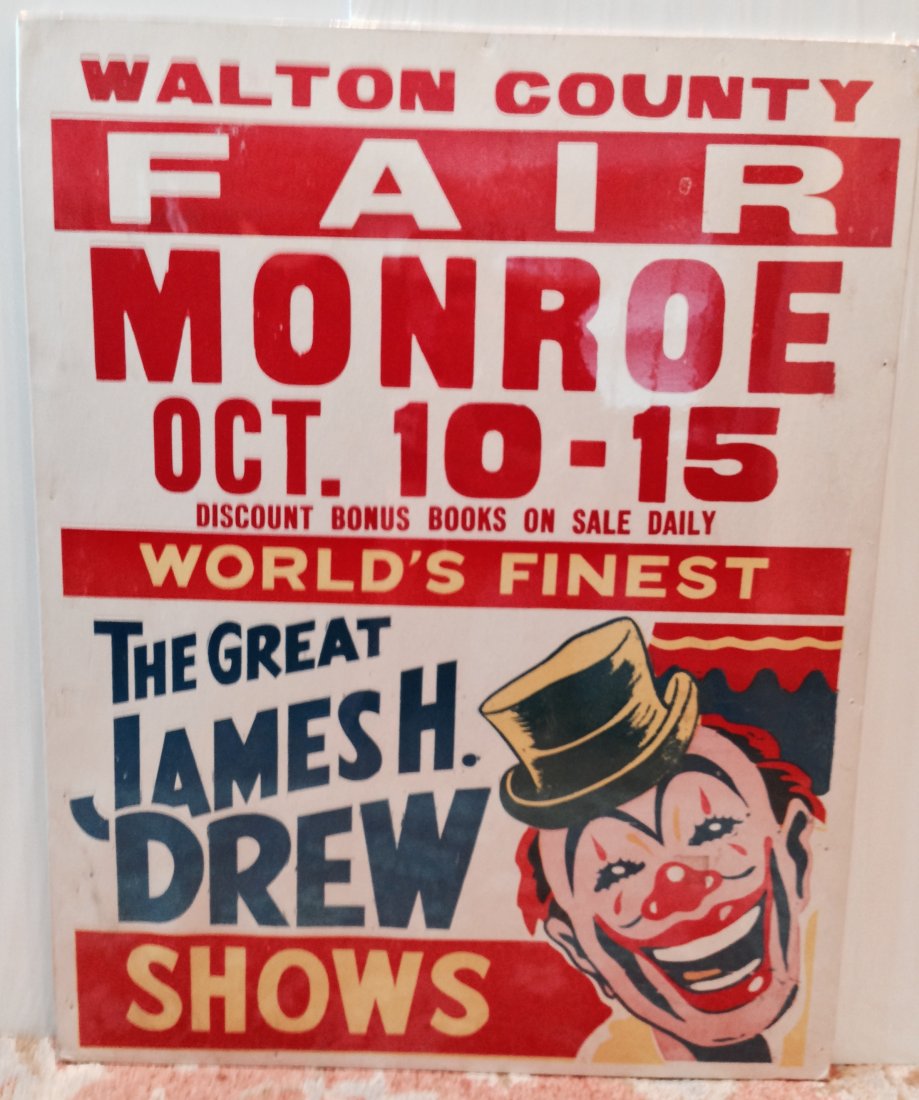 WALTON COUNTY
FAIR
MONROE
OCT. 10-15
DISCOUNT BONUS BOOKS ON SALE DAILY
WORLD'S FINEST
THE GREAT
JAMES H.
DREW
SHOWS